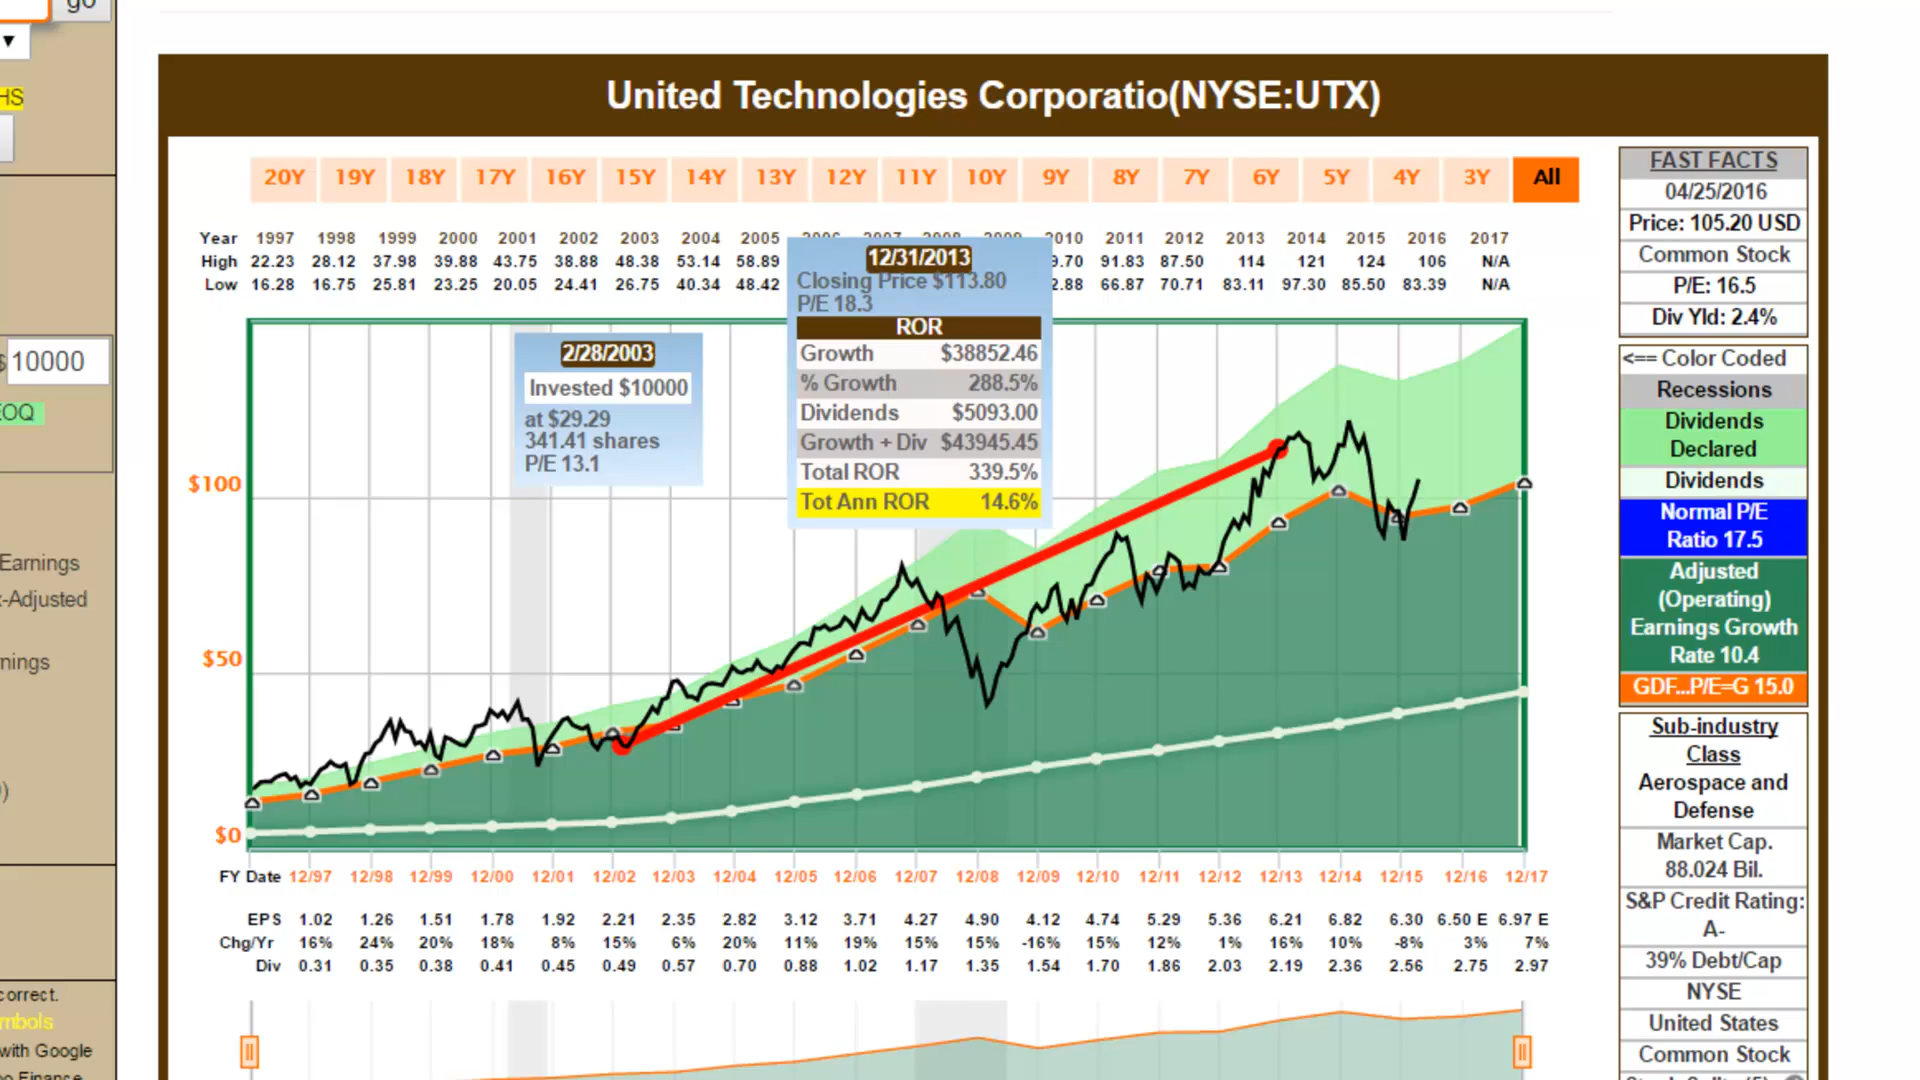 go
▼
HS
$10000
EOQ
Earnings
-Adjusted
nings
correct.
mbols
with Google
United Technologies Corporatio(NYSE:UTX)
20Y 19Y 18Y 17Y 16Y 15Y 14Y 13Y 12Y 11Y 10Y 9Y 8Y 7Y 6Y 5Y 4Y 3Y All
Year 1997 1998 1999 2000 2001 2002 2003 2004 2005 2006 2007 2008 2009 2010 2011 2012 2013 2014 2015 2016 2017
High 22.23 28.12 37.98 39.88 43.75 38.88 48.38 53.14 58.89 9.70 91.83 87.50 114 121 124 106 N/A
Low 16.28 16.75 25.81 23.25 20.05 24.41 26.75 40.34 48.42 2.88 66.87 70.71 83.11 97.30 85.50 83.39 N/A
2/28/2003
Invested $10000
at $29.29
341.41 shares
P/E 13.1
12/31/2013
Closing Price $113.80
P/E 18.3
ROR
Growth $38852.46
% Growth 288.5%
Dividends $5093.00
Growth + Div $43945.45
Total ROR 339.5%
Tot Ann ROR 14.6%
$100
$50
$0
FY Date 12/97 12/98 12/99 12/00 12/01 12/02 12/03 12/04 12/05 12/06 12/07 12/08 12/09 12/10 12/11 12/12 12/13 12/14 12/15 12/16 12/17
EPS 1.02 1.26 1.51 1.78 1.92 2.21 2.35 2.82 3.12 3.71 4.27 4.90 4.12 4.74 5.29 5.36 6.21 6.82 6.30 6.50 E 6.97 E
Chg/Yr 16% 24% 20% 18% 8% 15% 6% 20% 11% 19% 15% 15% -16% 15% 12% 1% 16% 10% -8% 3% 7%
Div 0.31 0.35 0.38 0.41 0.45 0.49 0.57 0.70 0.88 1.02 1.17 1.35 1.54 1.70 1.86 2.03 2.19 2.36 2.56 2.75 2.97
FAST FACTS
04/25/2016
Price: 105.20 USD
Common Stock
P/E: 16.5
Div Yld: 2.4%
<== Color Coded
Recessions
Dividends
Declared
Dividends
Normal P/E
Ratio 17.5
Adjusted
(Operating)
Earnings Growth
Rate 10.4
GDF...P/E=G 15.0
Sub-industry
Class
Aerospace and
Defense
Market Cap.
88.024 Bil.
S&P Credit Rating:
A-
39% Debt/Cap
NYSE
United States
Common Stock